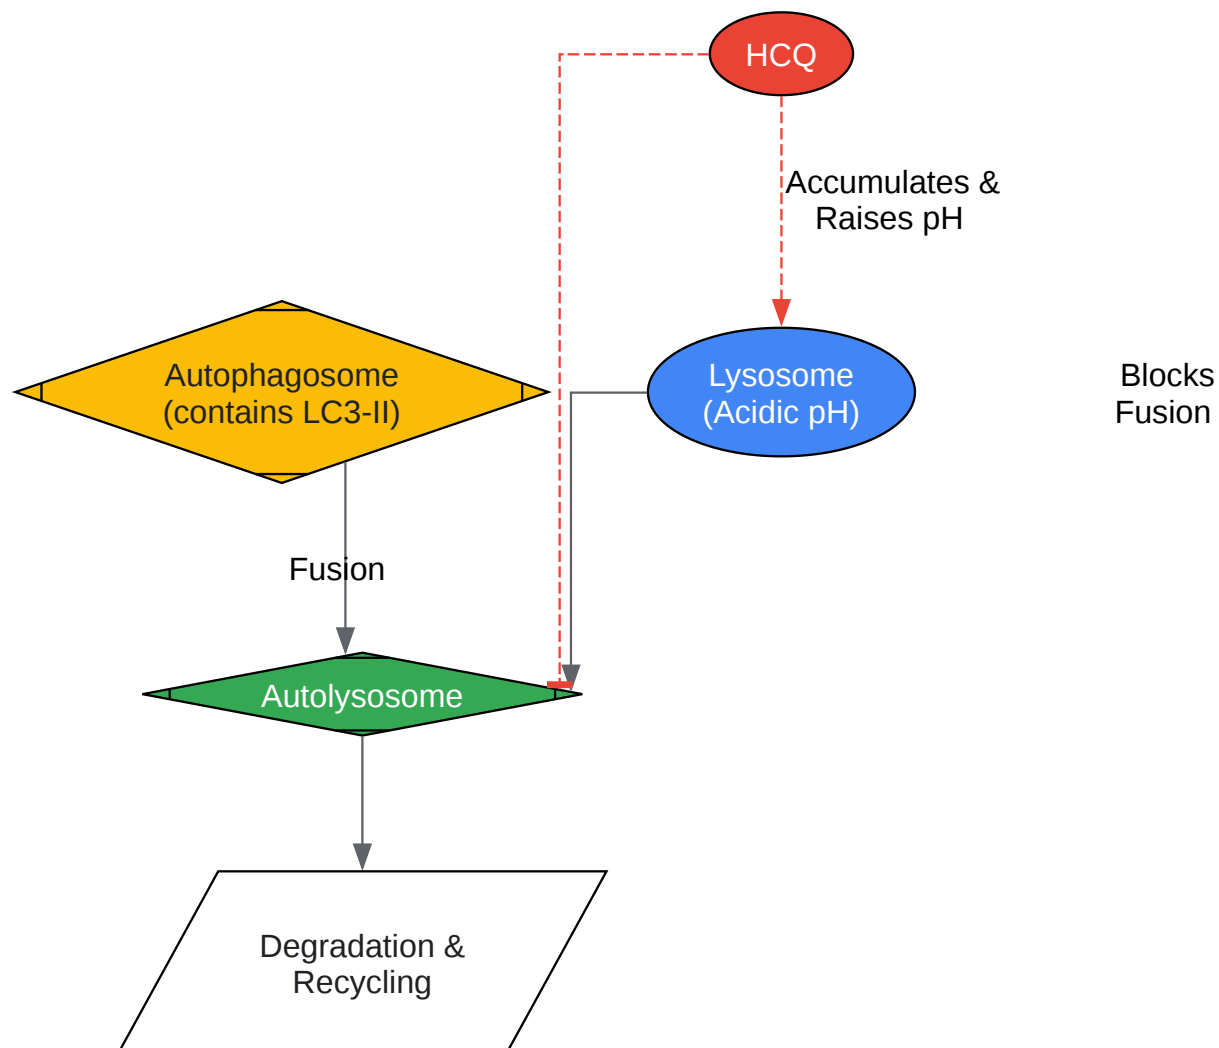 HCQ
Accumulates &
Raises pH
Autophagosome
(contains LC3-II)
Lysosome
(Acidic pH)
Blocks
Fusion
Fusion
Autolysosome
Degradation &
Recycling